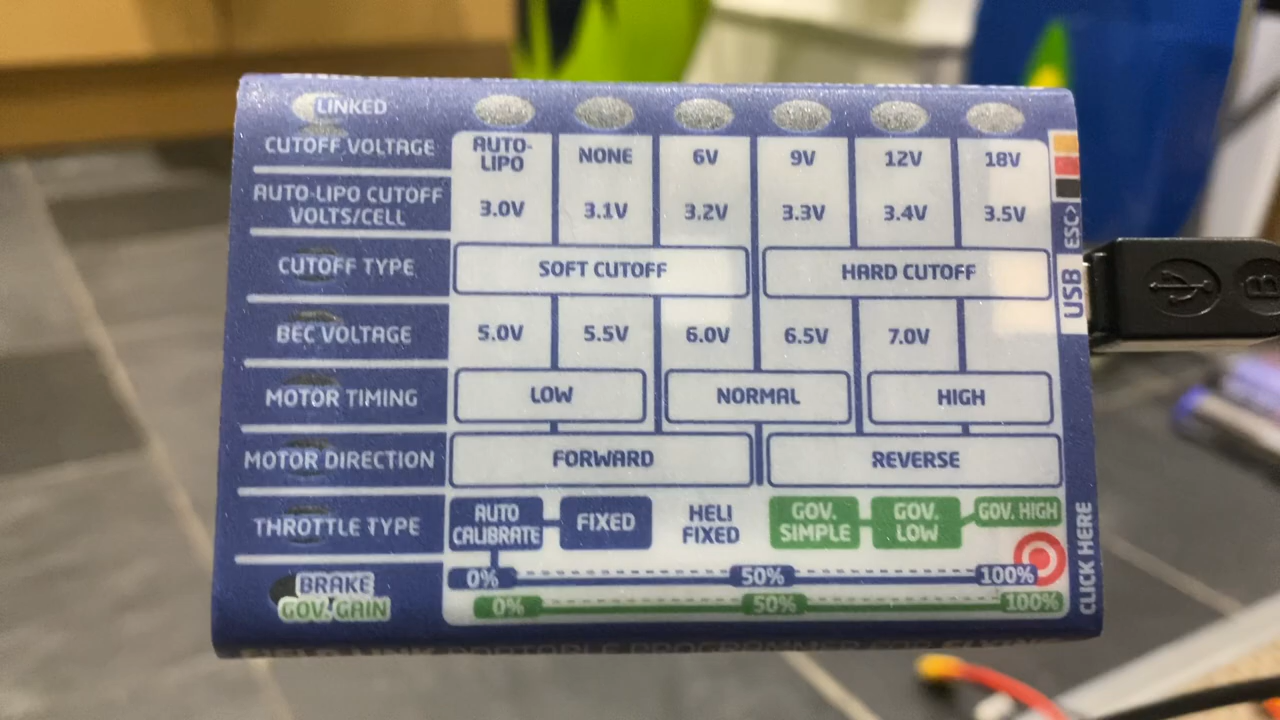 LINKED
CUTOFF VOLTAGE
AUTO-
LIPO
NONE
6V
9V
12V
18V
AUTO-LIPO CUTOFF
VOLTS/CELL
3.0V
3.1V
3.2V
3.3V
3.4V
3.5V
ESC>
CUTOFF TYPE
SOFT CUTOFF
HARD CUTOFF
USB
BEC VOLTAGE
5.0V
5.5V
6.0V
6.5V
7.0V
MOTOR TIMING
LOW
NORMAL
HIGH
MOTOR DIRECTION
FORWARD
REVERSE
THROTTLE TYPE
AUTO
CALIBRATE
FIXED
HELI
FIXED
GOV.
SIMPLE
GOV.
LOW
GOV. HIGH
CLICK HERE
BRAKE
0%
50%
100%
GOV. GAIN
0%
50%
100%
FIELD LINK PORTABLE PROGRAMMER